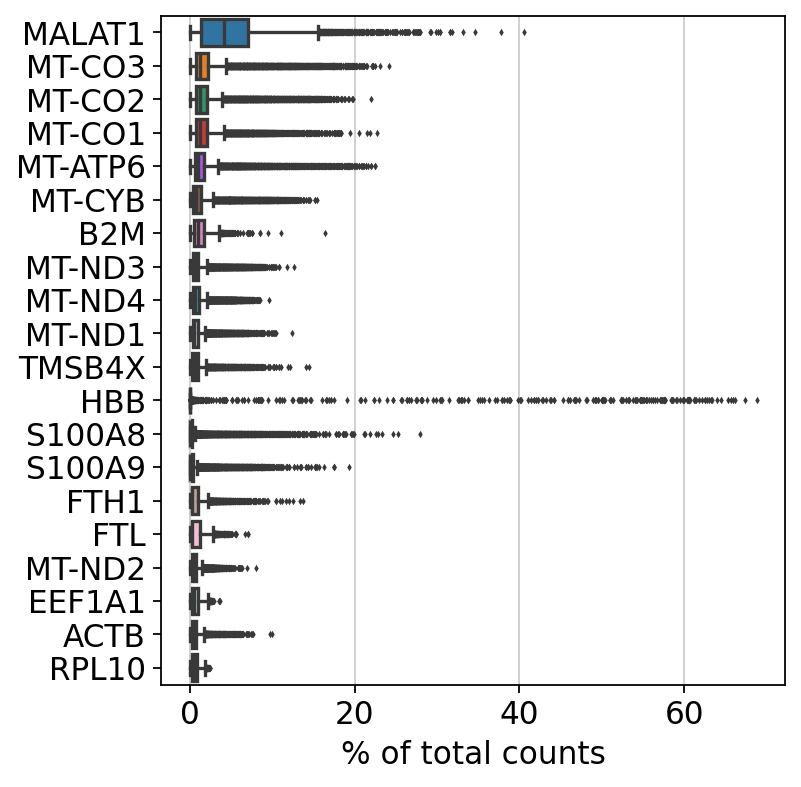 MALAT1
MT-CO3
MT-CO2
MT-CO1
MT-ATP6
MT-CYB
B2M
MT-ND3
MT-ND4
MT-ND1
TMSB4X
HBB
S100A8
S100A9
FTH1
FTL
MT-ND2
EEF1A1
ACTB
RPL10
0 20 40 60
% of total counts